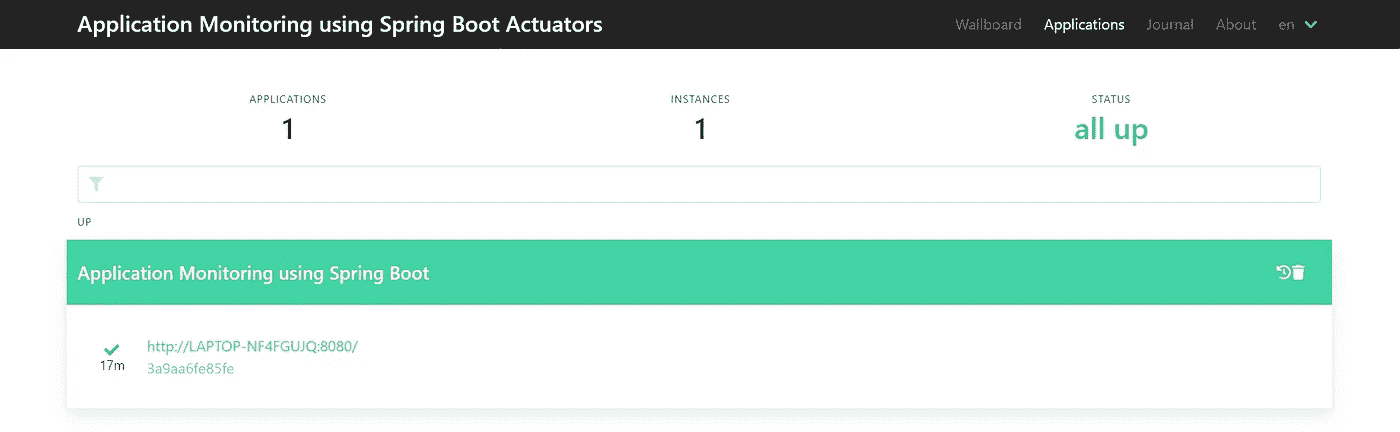 Application Monitoring using Spring Boot Actuators
Wallboard Applications Journal About en
APPLICATIONS INSTANCES STATUS
1 1 all up
UP
Application Monitoring using Spring Boot
http://LAPTOP-NF4FGUJQ:8080/
17m
3a9aa6fe85fe